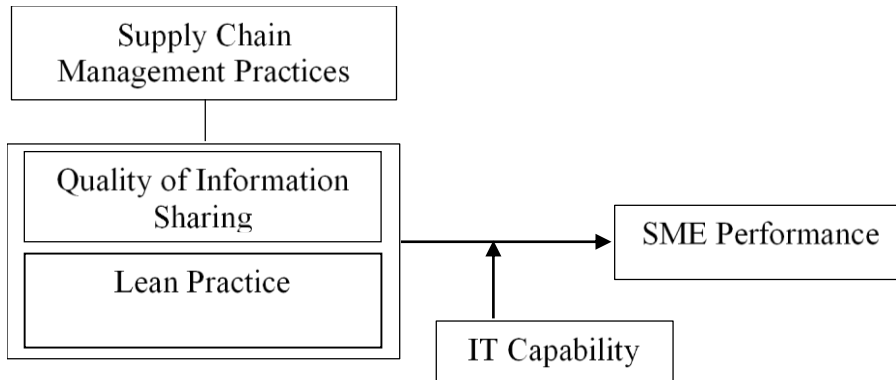 Supply Chain
Management Practices
Quality of Information
Sharing
Lean Practice
SME Performance
IT Capability